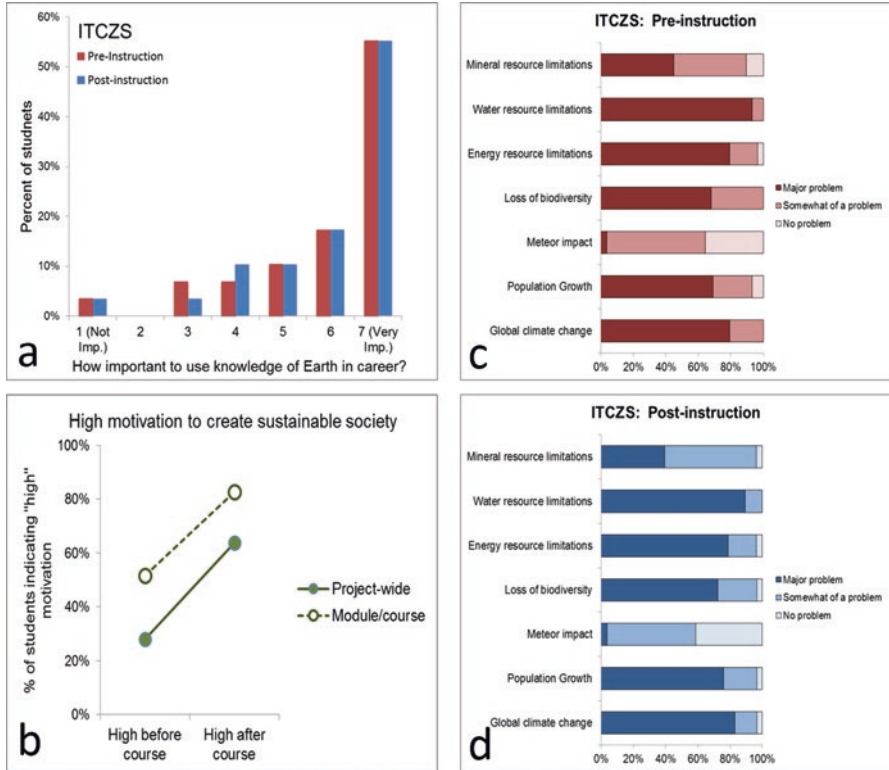 ITCZS
Pre-Instruction
Post-instruction
Percent of studnets
60%
50%
40%
30%
20%
10%
0%
1 (Not Imp.)
2
3
4
5
6
7 (Very Imp.)
How important to use knowledge of Earth in career?
a
High motivation to create sustainable society
% of students indicating "high"
motivation
100%
80%
60%
40%
20%
0%
High before
course
High after
course
Project-wide
Module/course
b
ITCZS: Pre-instruction
Mineral resource limitations
Water resource limitations
Energy resource limitations
Loss of biodiversity
Meteor impact
Population Growth
Global climate change
0% 20% 40% 60% 80% 100%
Major problem
Somewhat of a problem
No problem
c
ITCZS: Post-instruction
Mineral resource limitations
Water resource limitations
Energy resource limitations
Loss of biodiversity
Meteor impact
Population Growth
Global climate change
0% 20% 40% 60% 80% 100%
Major problem
Somewhat of a problem
No problem
d